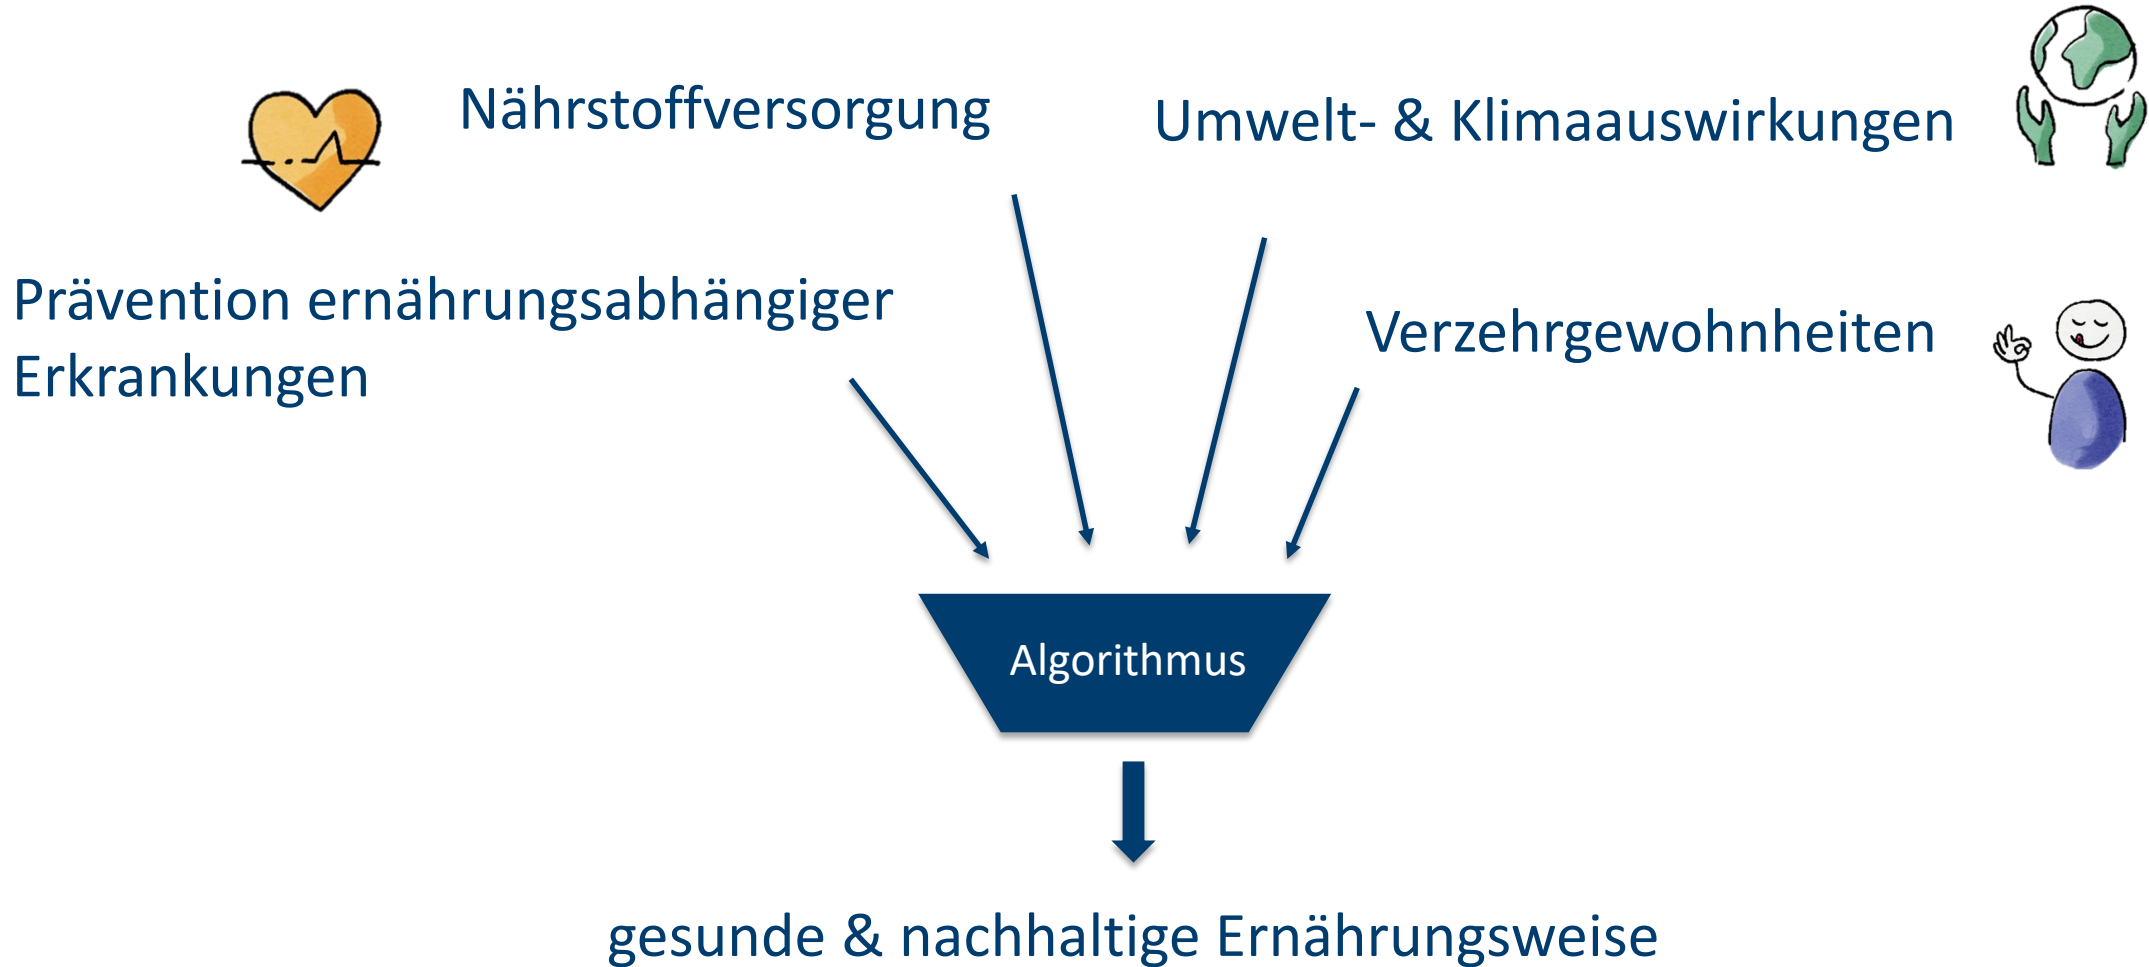 Nährstoffversorgung
Umwelt- & Klimaauswirkungen
Prävention ernährungsabhängiger
Erkrankungen
Verzehrgewohnheiten
Algorithmus
gesunde & nachhaltige Ernährungsweise